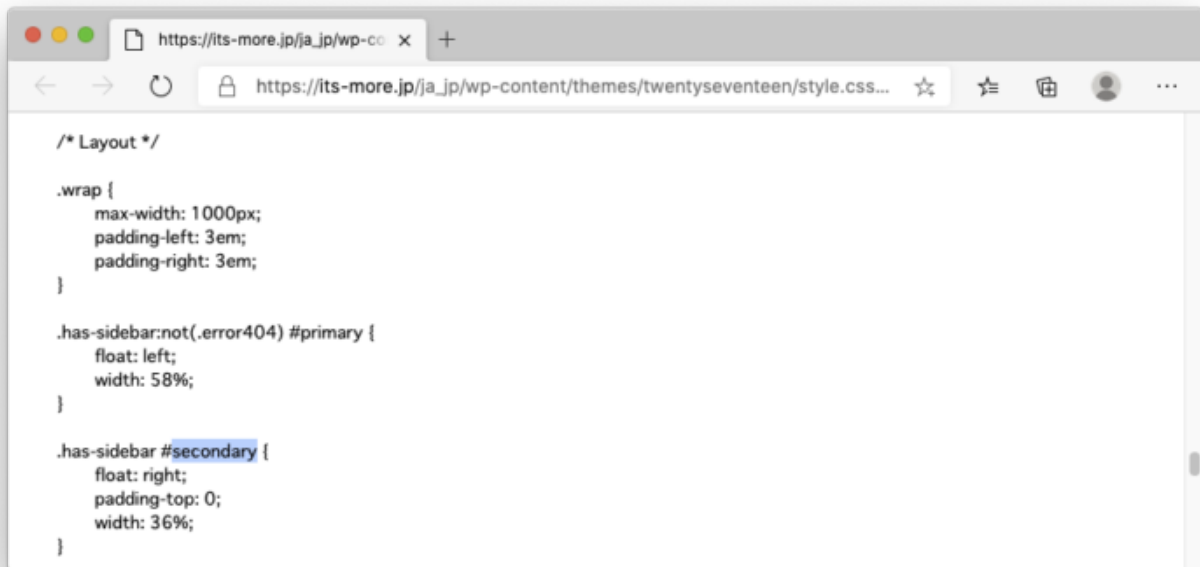 https://its-more.jp/ja_jp/wp-co
https://its-more.jp/ja_jp/wp-content/themes/twentyseventeen/style.css...
/* Layout */
.wrap {
max-width: 1000px;
padding-left: 3em;
padding-right: 3em;
}
.has-sidebar:not(.error404) #primary {
float: left;
width: 58%;
}
.has-sidebar #secondary {
float: right;
padding-top: 0;
width: 36%;
}